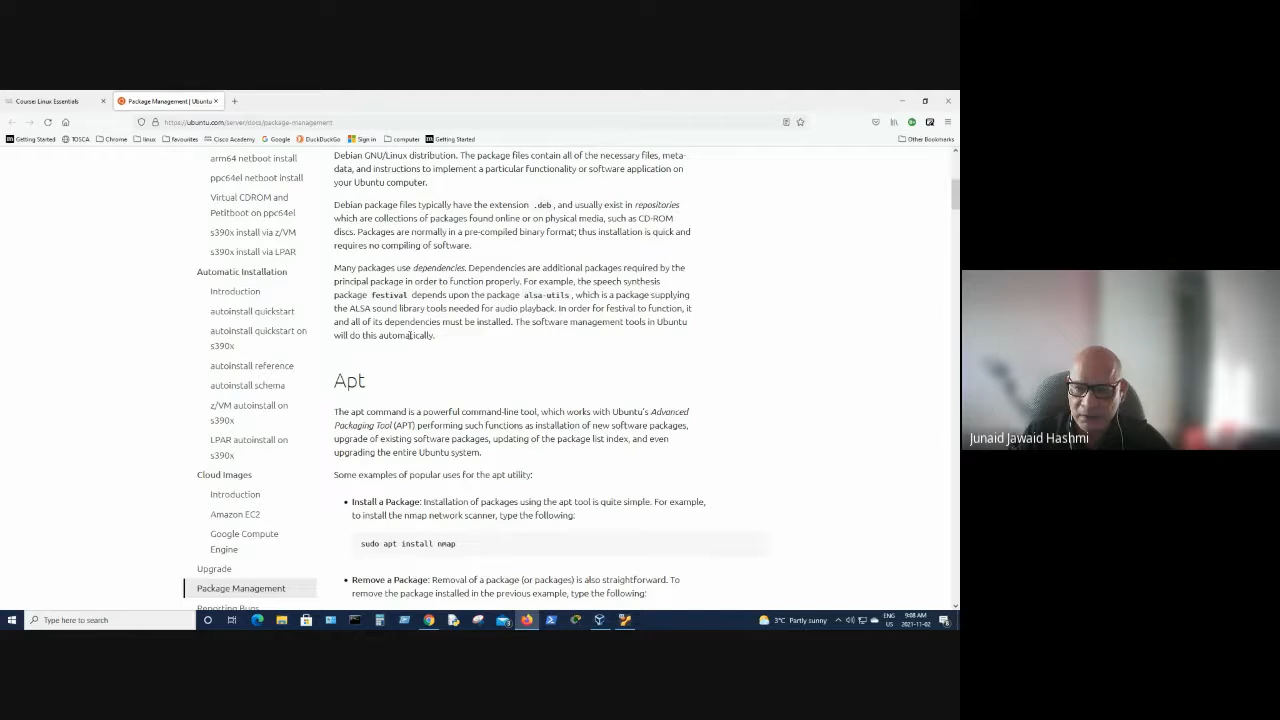 Course: Linux Essentials
Package Management | Ubuntu
https://ubuntu.com/server/docs/package-management
Getting Started TOSCA Chrome linux favourites Cisco Academy Google DuckDuckGo Sign in computer Getting Started Other Bookmarks
arm64 netboot install
ppc64el netboot install
Virtual CDROM and
Petitboot on ppc64el
s390x install via z/VM
s390x install via LPAR
Automatic Installation
Introduction
autoinstall quickstart
autoinstall quickstart on
s390x
autoinstall reference
autoinstall schema
z/VM autoinstall on
s390x
LPAR autoinstall on
s390x
Cloud Images
Introduction
Amazon EC2
Google Compute
Engine
Upgrade
Package Management
Reporting Bugs
Debian GNU/Linux distribution. The package files contain all of the necessary files, meta-
data, and instructions to implement a particular functionality or software application on
your Ubuntu computer.
Debian package files typically have the extension .deb, and usually exist in repositories
which are collections of packages found online or on physical media, such as CD-ROM
discs. Packages are normally in a pre-compiled binary format; thus installation is quick and
requires no compiling of software.
Many packages use dependencies. Dependencies are additional packages required by the
principal package in order to function properly. For example, the speech synthesis
package festival depends upon the package alsa-utils, which is a package supplying
the ALSA sound library tools needed for audio playback. In order for festival to function, it
and all of its dependencies must be installed. The software management tools in Ubuntu
will do this automatically.
Apt
The apt command is a powerful command-line tool, which works with Ubuntu's Advanced
Packaging Tool (APT) performing such functions as installation of new software packages,
upgrade of existing software packages, updating of the package list index, and even
upgrading the entire Ubuntu system.
Some examples of popular uses for the apt utility:
• Install a Package: Installation of packages using the apt tool is quite simple. For example,
to install the nmap network scanner, type the following:
sudo apt install nmap
• Remove a Package: Removal of a package (or packages) is also straightforward. To
remove the package installed in the previous example, type the following:
Type here to search
3°C Partly sunny
ENG
US
9:08 AM
2021-11-02
Junaid Jawaid Hashmi